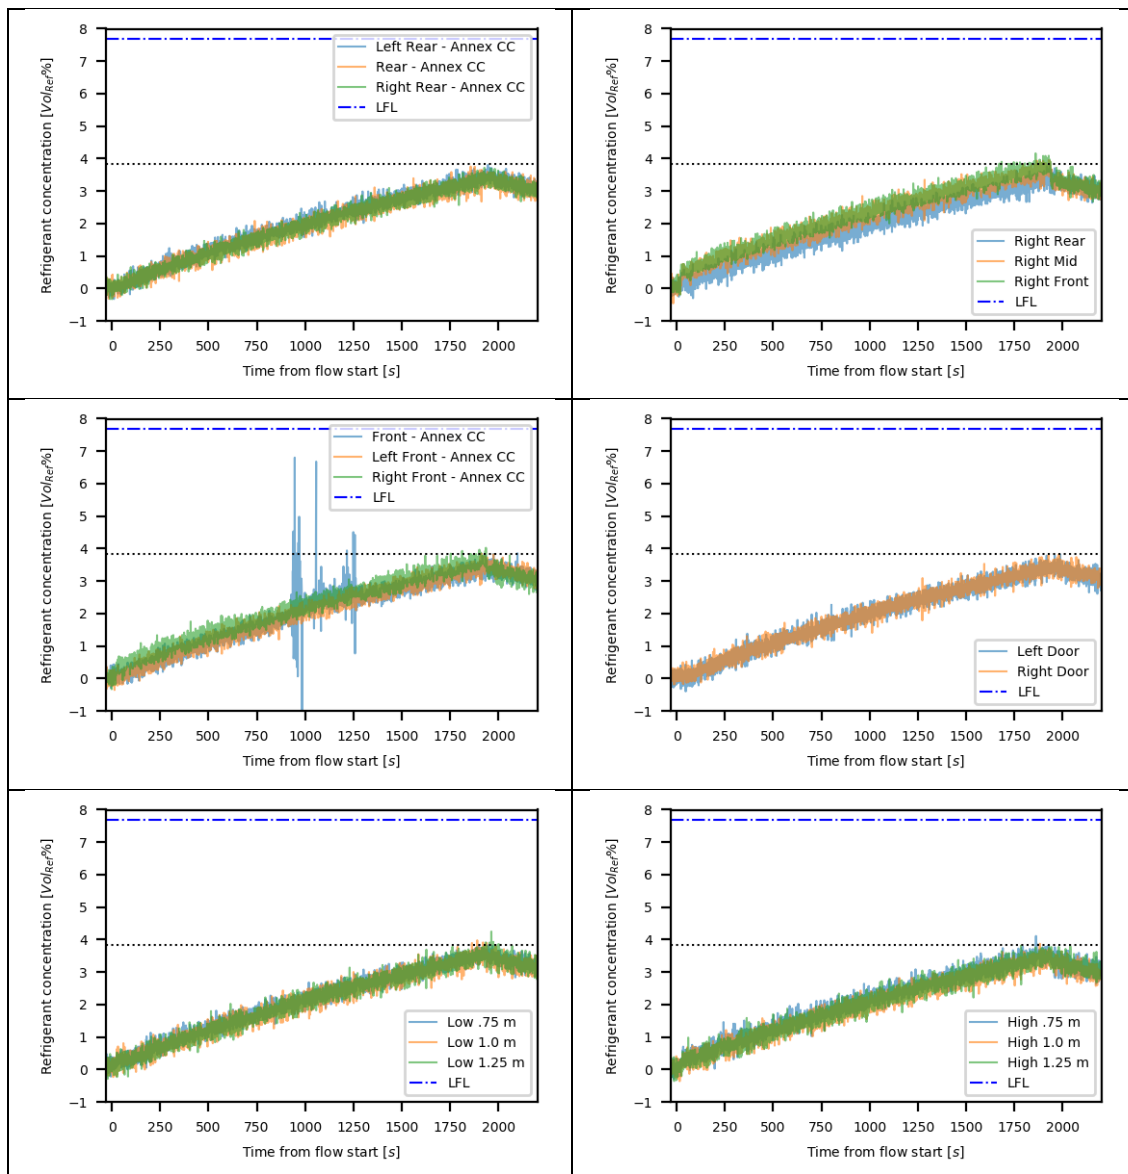 8
7
6
5
4
3
2
1
0
−1
Refrigerant concentration [Vol_Ref%]
Left Rear - Annex CC
Rear - Annex CC
Right Rear - Annex CC
LFL
0 250 500 750 1000 1250 1500 1750 2000
Time from flow start [s]
8
7
6
5
4
3
2
1
0
−1
Refrigerant concentration [Vol_Ref%]
Right Rear
Right Mid
Right Front
LFL
0 250 500 750 1000 1250 1500 1750 2000
Time from flow start [s]
8
7
6
5
4
3
2
1
0
−1
Refrigerant concentration [Vol_Ref%]
Front - Annex CC
Left Front - Annex CC
Right Front - Annex CC
LFL
0 250 500 750 1000 1250 1500 1750 2000
Time from flow start [s]
8
7
6
5
4
3
2
1
0
−1
Refrigerant concentration [Vol_Ref%]
Left Door
Right Door
LFL
0 250 500 750 1000 1250 1500 1750 2000
Time from flow start [s]
8
7
6
5
4
3
2
1
0
−1
Refrigerant concentration [Vol_Ref%]
Low .75 m
Low 1.0 m
Low 1.25 m
LFL
0 250 500 750 1000 1250 1500 1750 2000
Time from flow start [s]
8
7
6
5
4
3
2
1
0
−1
Refrigerant concentration [Vol_Ref%]
High .75 m
High 1.0 m
High 1.25 m
LFL
0 250 500 750 1000 1250 1500 1750 2000
Time from flow start [s]